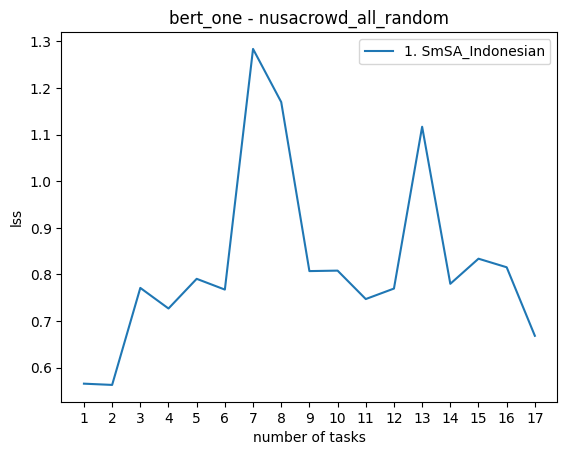 bert_one - nusacrowd_all_random
1. SmSA_Indonesian
lss
1.3
1.2
1.1
1.0
0.9
0.8
0.7
0.6
1 2 3 4 5 6 7 8 9 10 11 12 13 14 15 16 17
number of tasks